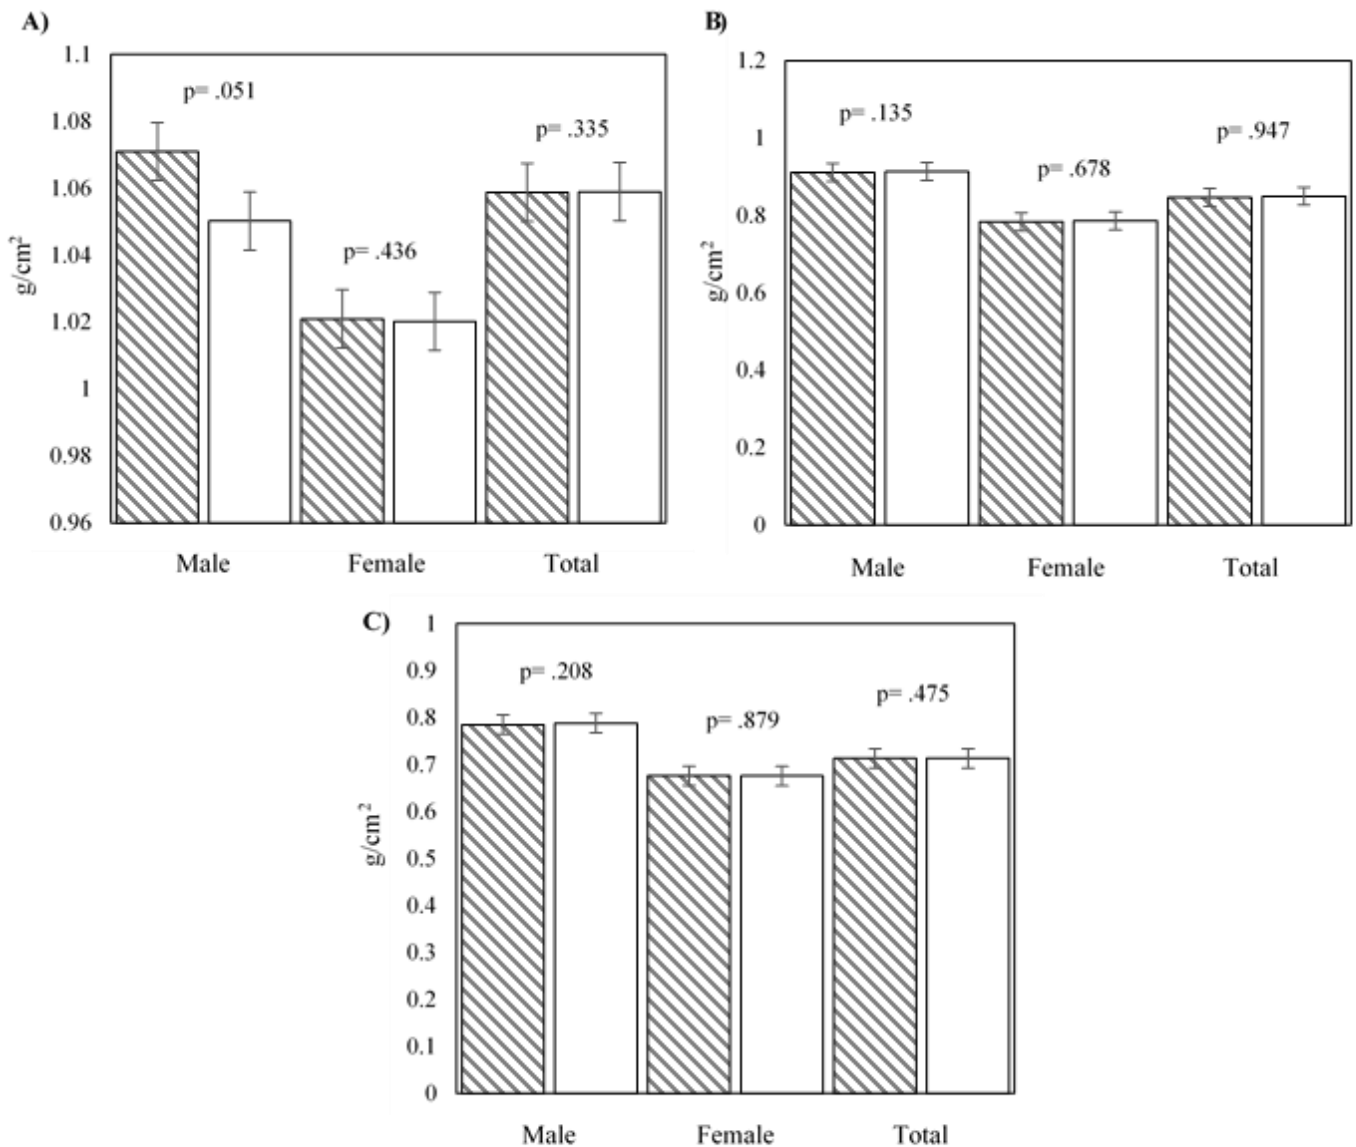 A)
1.1
1.08
1.06
1.04
1.02
1
0.98
0.96
g/cm²
p= .051
p= .436
p= .335
Male Female Total
B)
1.2
1
0.8
0.6
0.4
0.2
0
g/cm²
p= .135
p= .678
p= .947
Male Female Total
C)
1
0.9
0.8
0.7
0.6
0.5
0.4
0.3
0.2
0.1
0
g/cm²
p= .208
p= .879
p= .475
Male Female Total